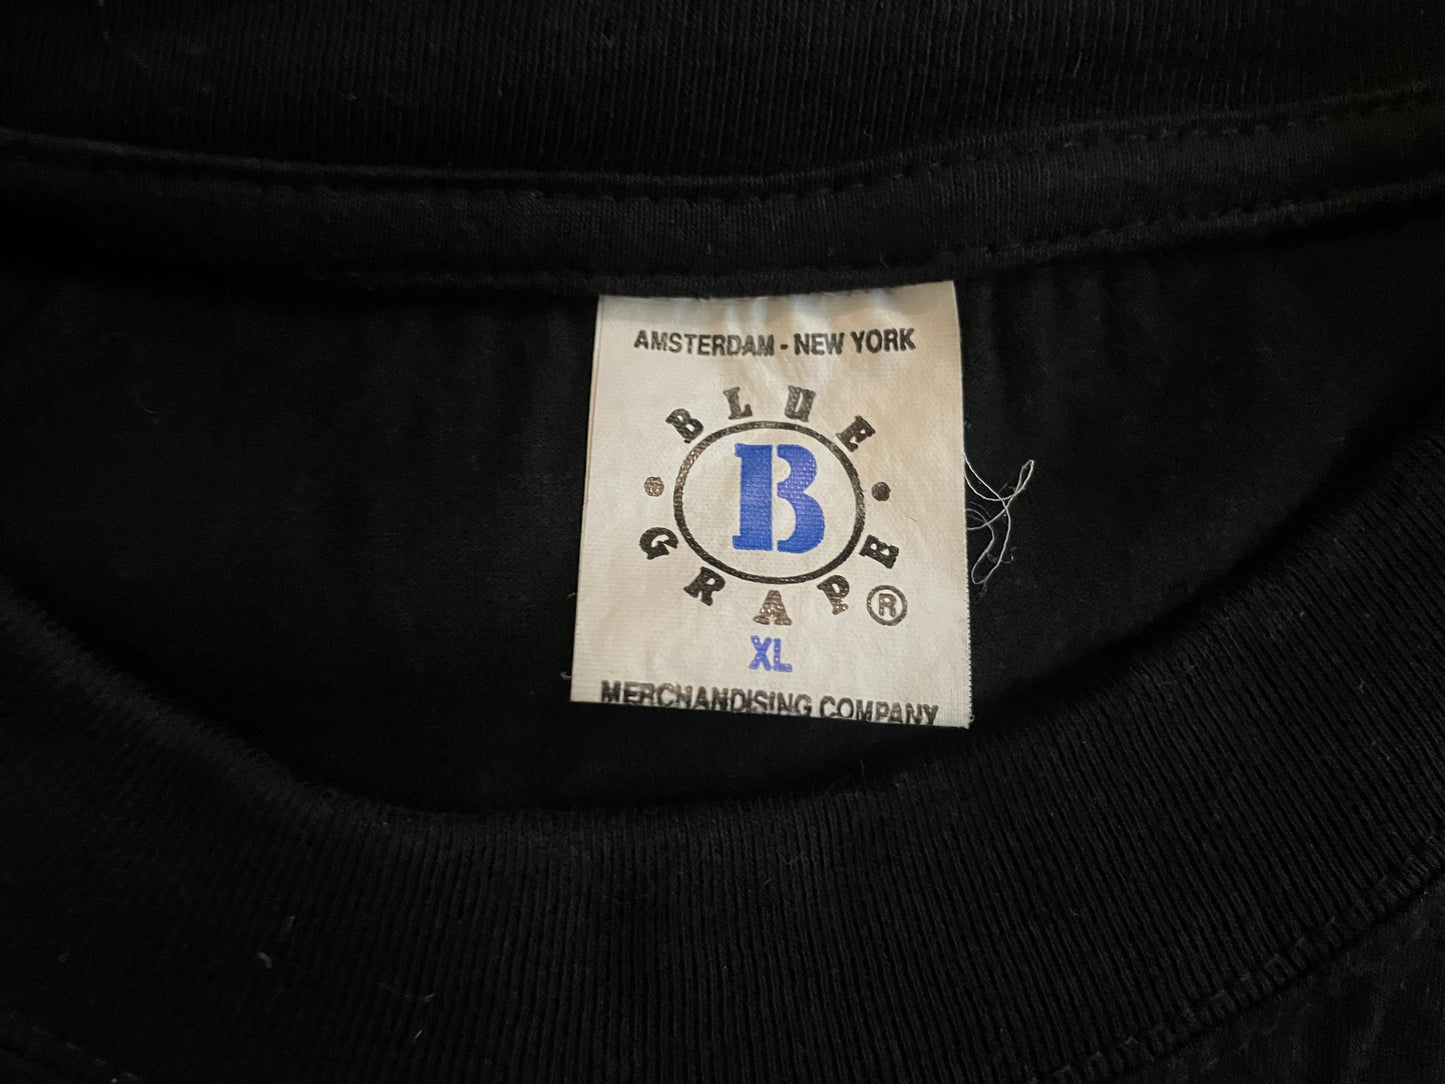 AMSTERDAM - NEW YORK
BLUE
B
GRAPE ®
XL
MERCHANDISING COMPANY